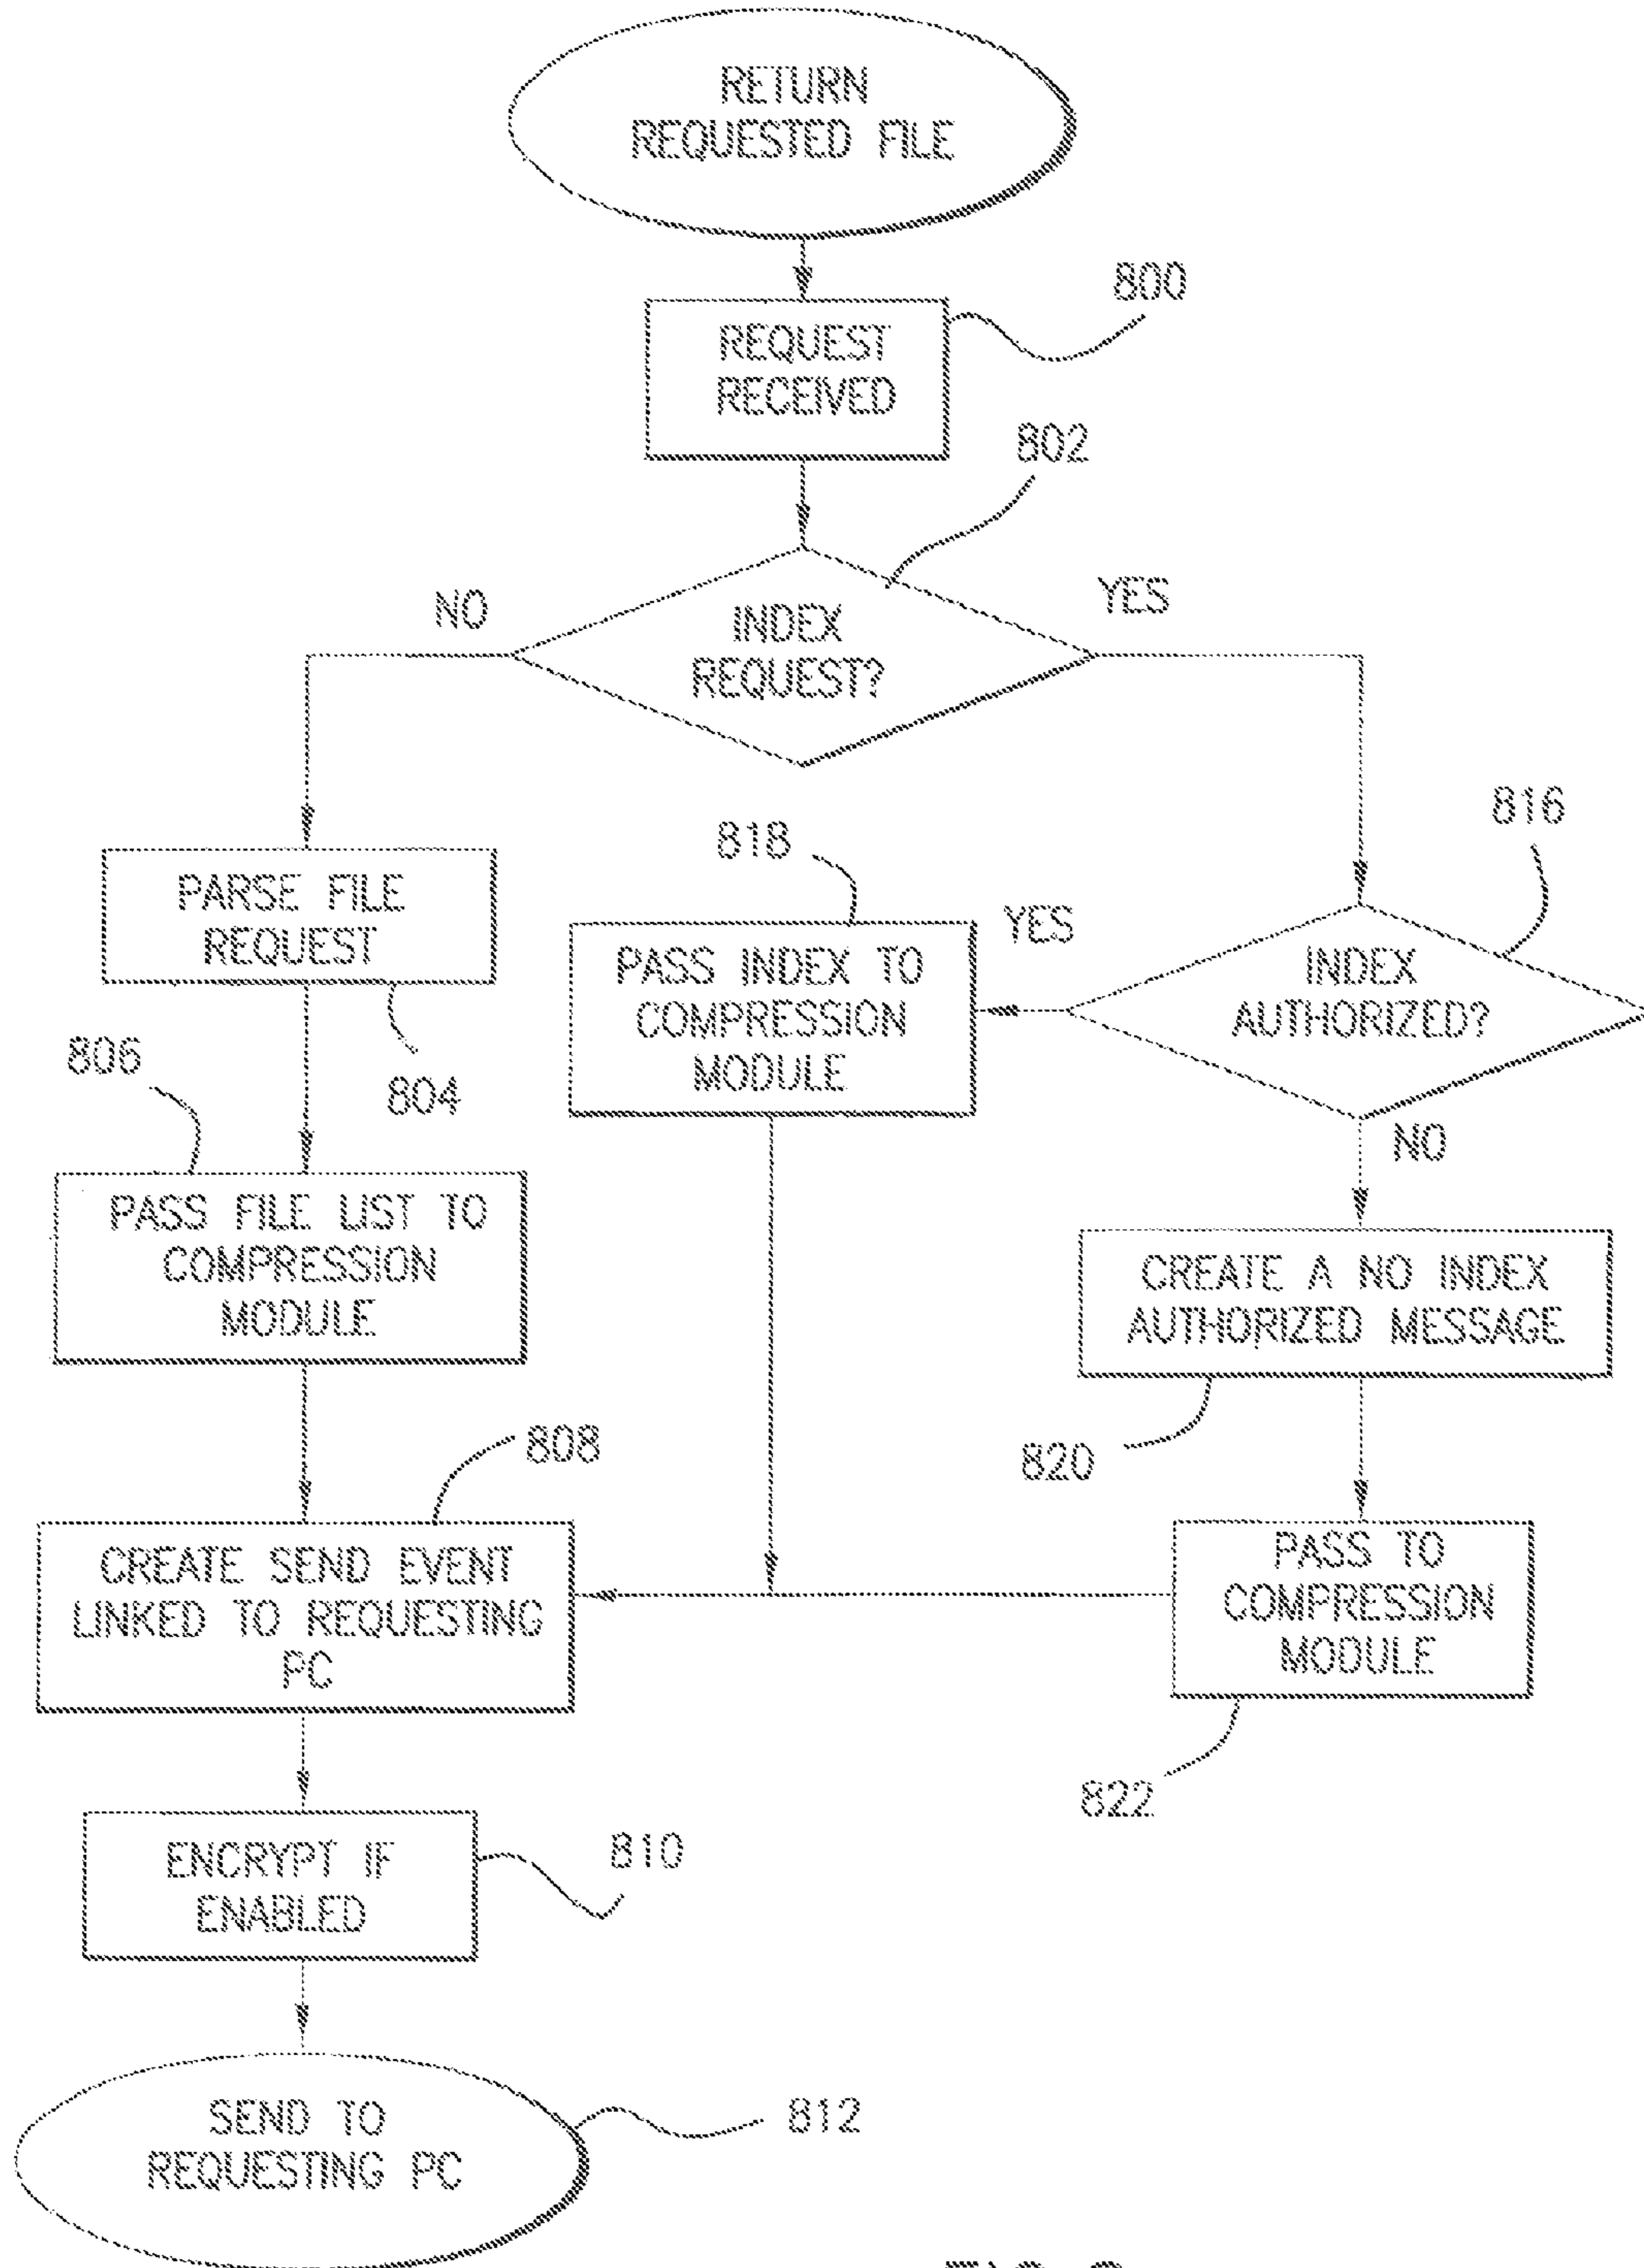 RETURN
REQUESTED FILE
800
REQUEST
RECEIVED
802
NO
YES
INDEX
REQUEST?
816
818
PARSE FILE
REQUEST
YES
PASS INDEX TO
COMPRESSION
MODULE
INDEX
AUTHORIZED?
806
804
NO
PASS FILE LIST TO
COMPRESSION
MODULE
CREATE A NO INDEX
AUTHORIZED MESSAGE
808
820
CREATE SEND EVENT
LINKED TO REQUESTING
PC
PASS TO
COMPRESSION
MODULE
822
ENCRYPT IF
ENABLED
810
SEND TO
REQUESTING PC
812